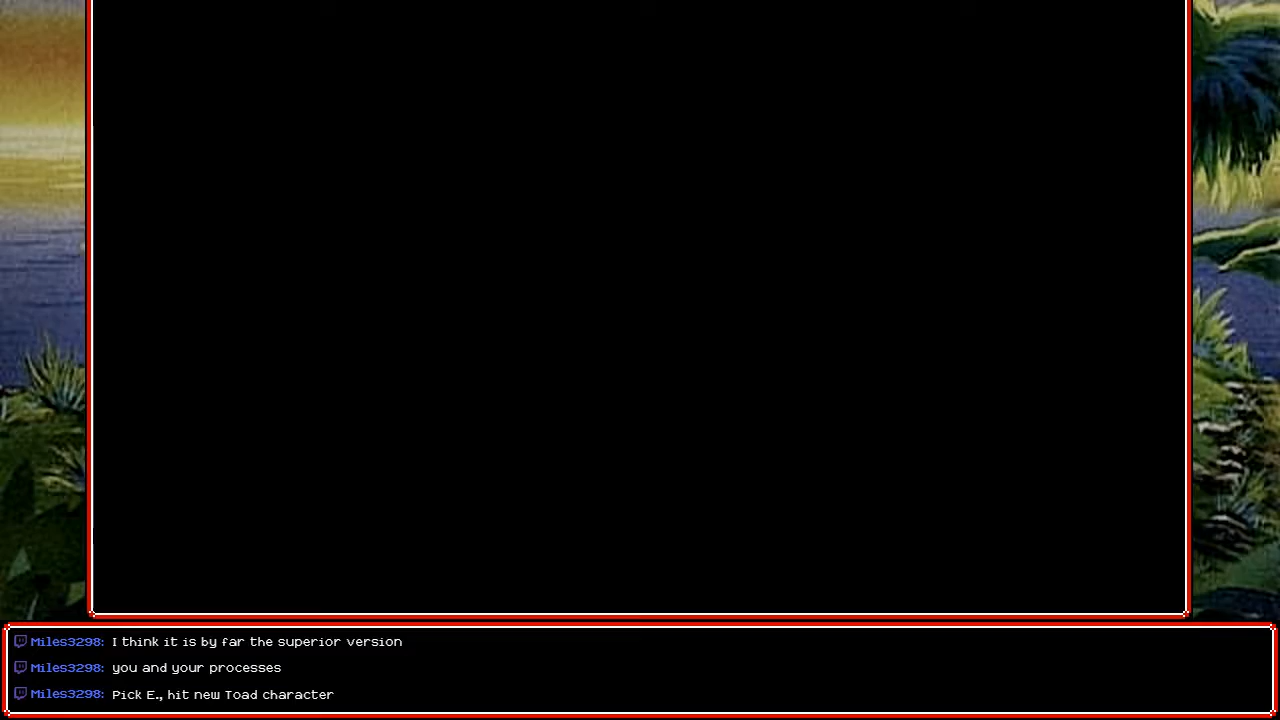 Miles3298: I think it is by far the superior version
Miles3298: you and your processes
Miles3298: Pick E., hit new Toad character